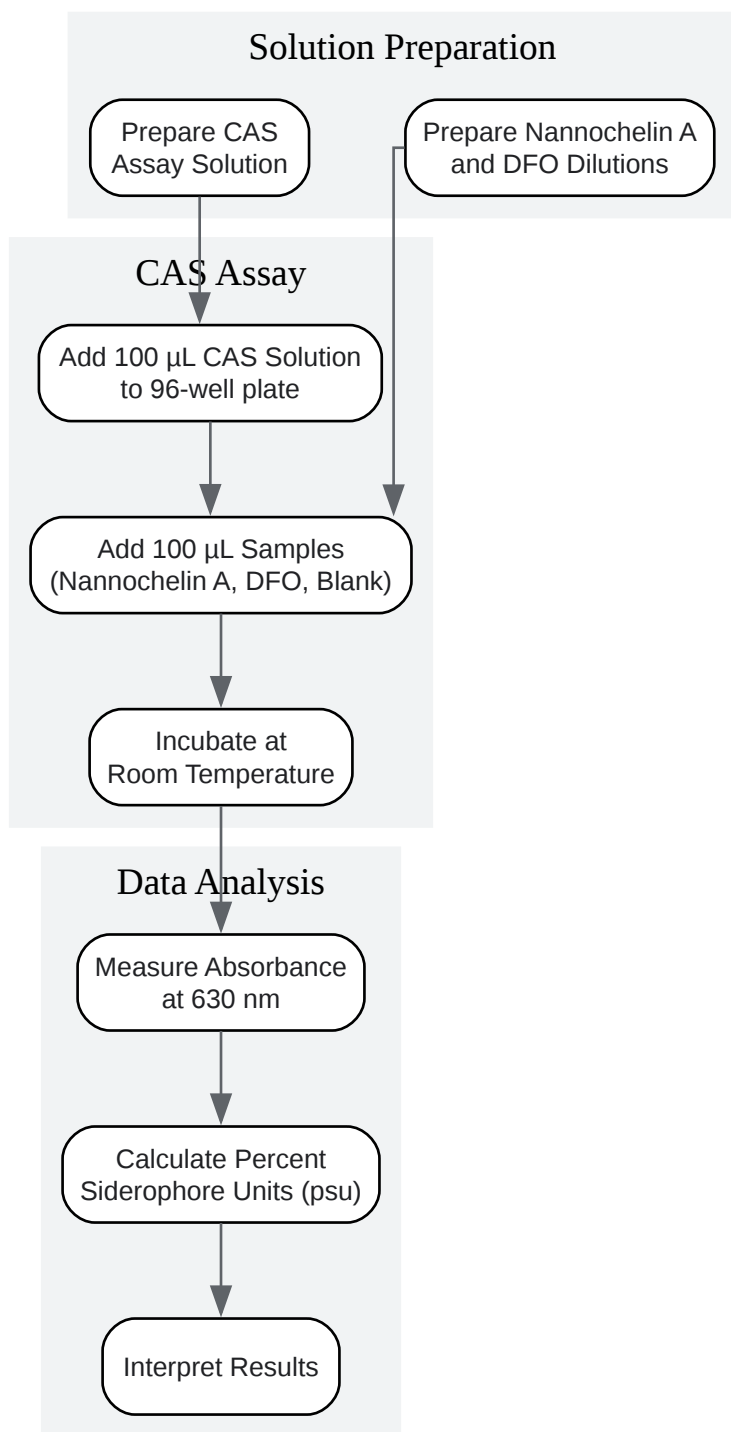 Solution Preparation
Prepare CAS
Assay Solution
Prepare Nannochelin A
and DFO Dilutions
CAS Assay
Add 100 µL CAS Solution
to 96-well plate
Add 100 µL Samples
(Nannochelin A, DFO, Blank)
Incubate at
Room Temperature
Data Analysis
Measure Absorbance
at 630 nm
Calculate Percent
Siderophore Units (psu)
Interpret Results